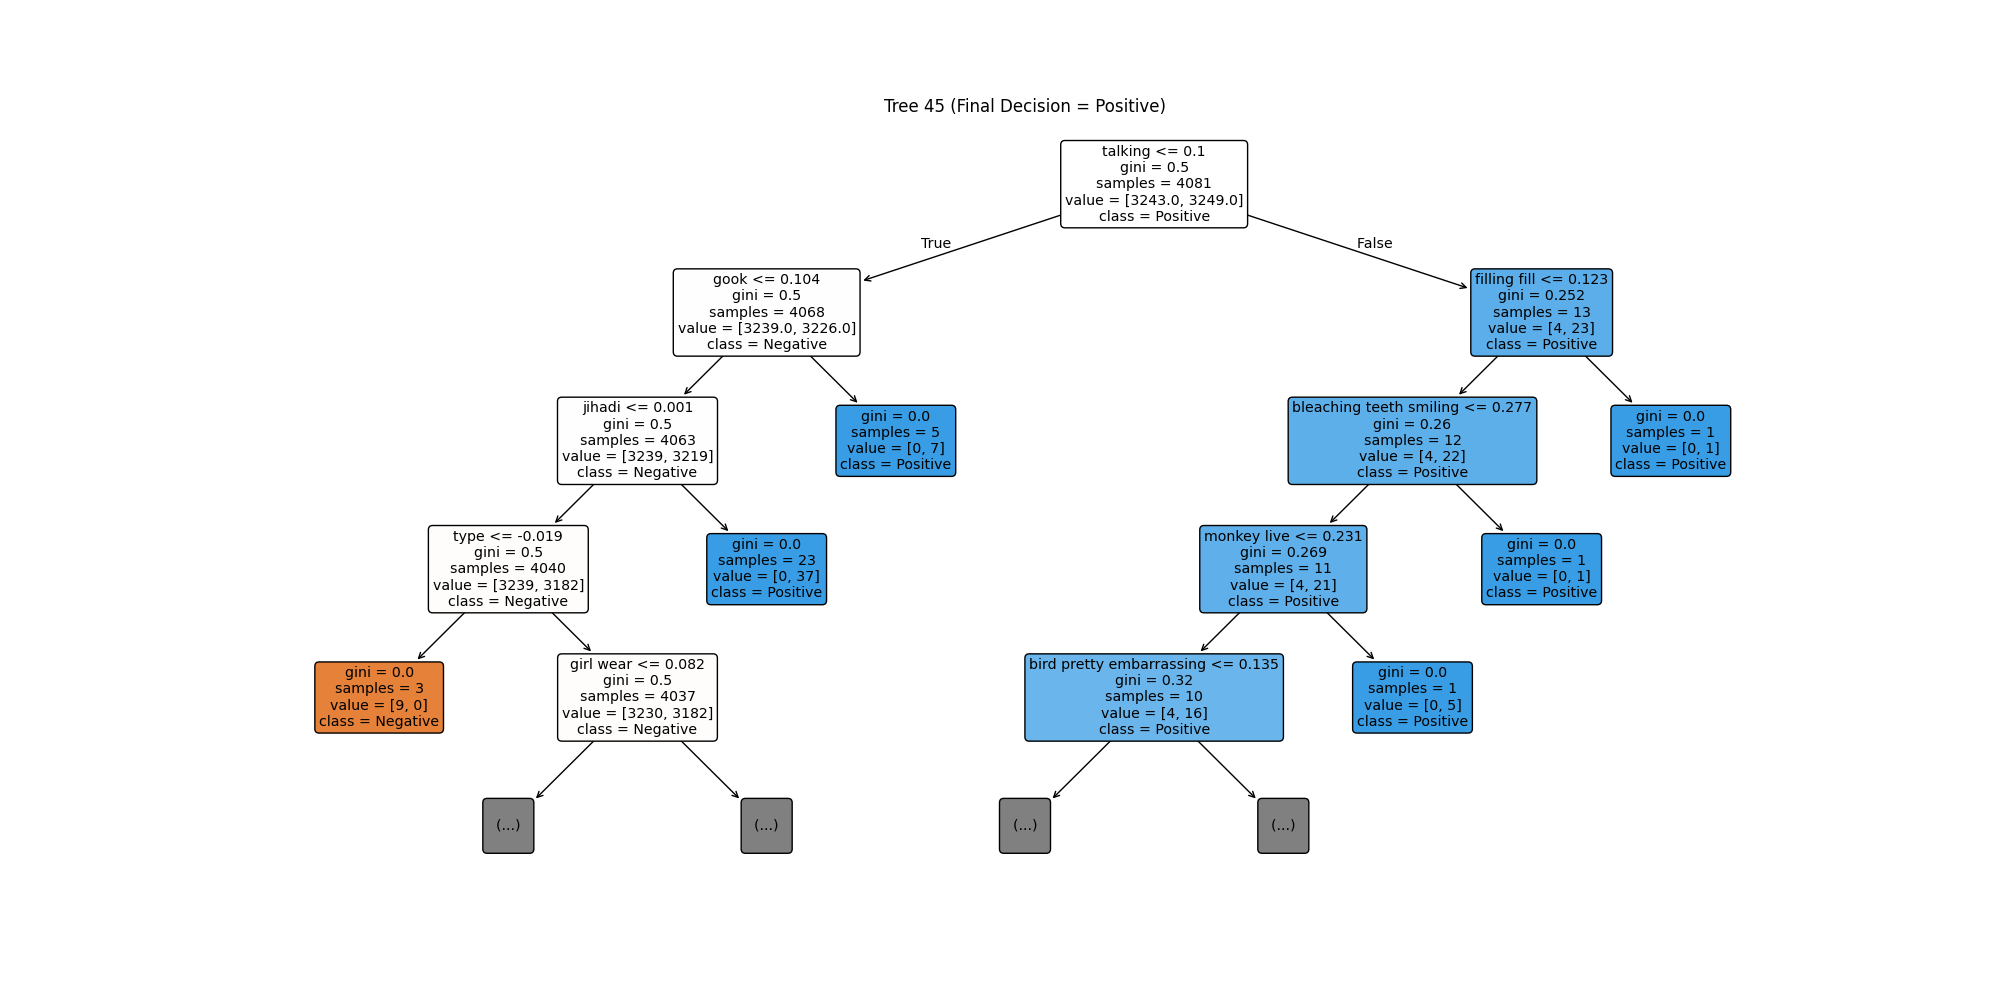 Tree 45 (Final Decision = Positive)
talking <= 0.1
gini = 0.5
samples = 4081
value = [3243.0, 3249.0]
class = Positive
True
False
gook <= 0.104
gini = 0.5
samples = 4068
value = [3239.0, 3226.0]
class = Negative
filling fill <= 0.123
gini = 0.252
samples = 13
value = [4, 23]
class = Positive
jihadi <= 0.001
gini = 0.5
samples = 4063
value = [3239, 3219]
class = Negative
gini = 0.0
samples = 5
value = [0, 7]
class = Positive
bleaching teeth smiling <= 0.277
gini = 0.26
samples = 12
value = [4, 22]
class = Positive
gini = 0.0
samples = 1
value = [0, 1]
class = Positive
type <= -0.019
gini = 0.5
samples = 4040
value = [3239, 3182]
class = Negative
gini = 0.0
samples = 23
value = [0, 37]
class = Positive
monkey live <= 0.231
gini = 0.269
samples = 11
value = [4, 21]
class = Positive
gini = 0.0
samples = 1
value = [0, 1]
class = Positive
gini = 0.0
samples = 3
value = [9, 0]
class = Negative
girl wear <= 0.082
gini = 0.5
samples = 4037
value = [3230, 3182]
class = Negative
bird pretty embarrassing <= 0.135
gini = 0.32
samples = 10
value = [4, 16]
class = Positive
gini = 0.0
samples = 1
value = [0, 5]
class = Positive
(...)
(...)
(...)
(...)